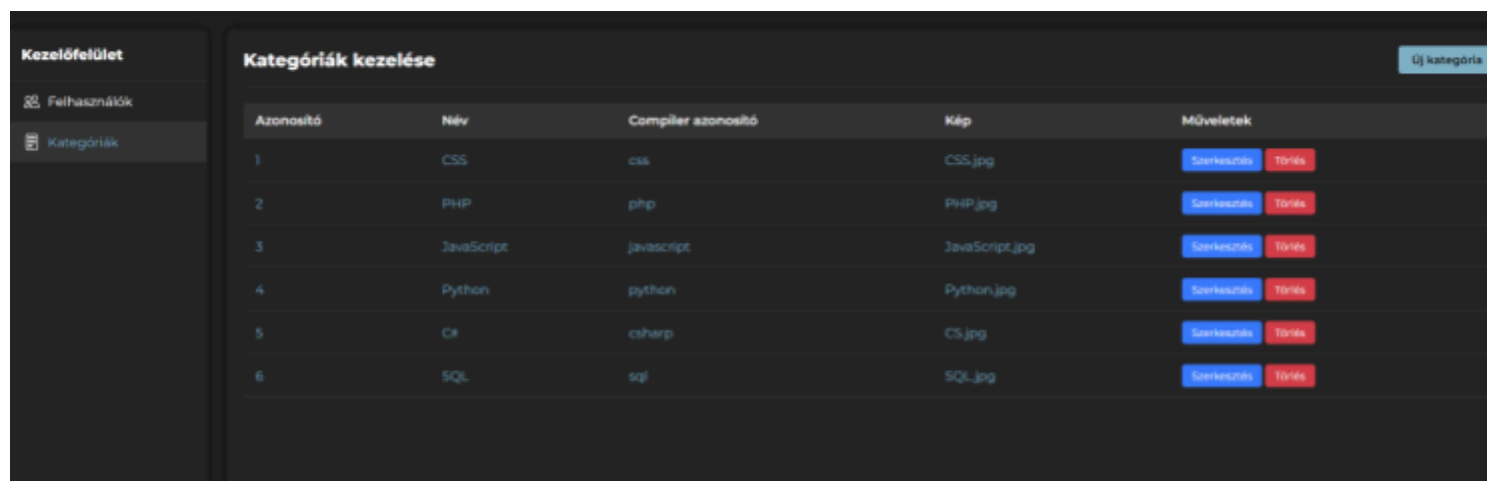 Kezelőfelület
Felhasználók
Kategóriák
Kategóriák kezelése
Új kategória
Azonosító Név Compiler azonosító Kép Műveletek
1 CSS css CSS.jpg Szerkesztés Törlés
2 PHP php PHP.jpg Szerkesztés Törlés
3 JavaScript javascript JavaScript.jpg Szerkesztés Törlés
4 Python python Python.jpg Szerkesztés Törlés
5 C# csharp CS.jpg Szerkesztés Törlés
6 SQL sql SQL.jpg Szerkesztés Törlés